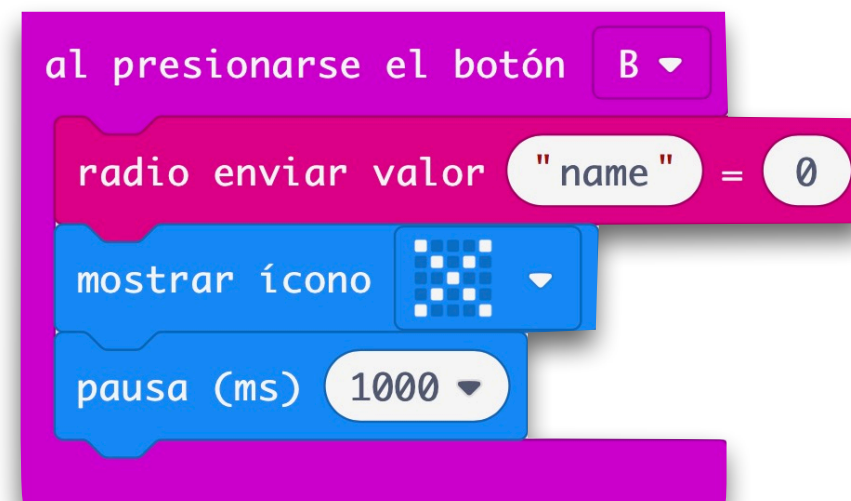 al presionarse el botón B
radio enviar valor "name" = 0
mostrar ícono
pausa (ms) 1000